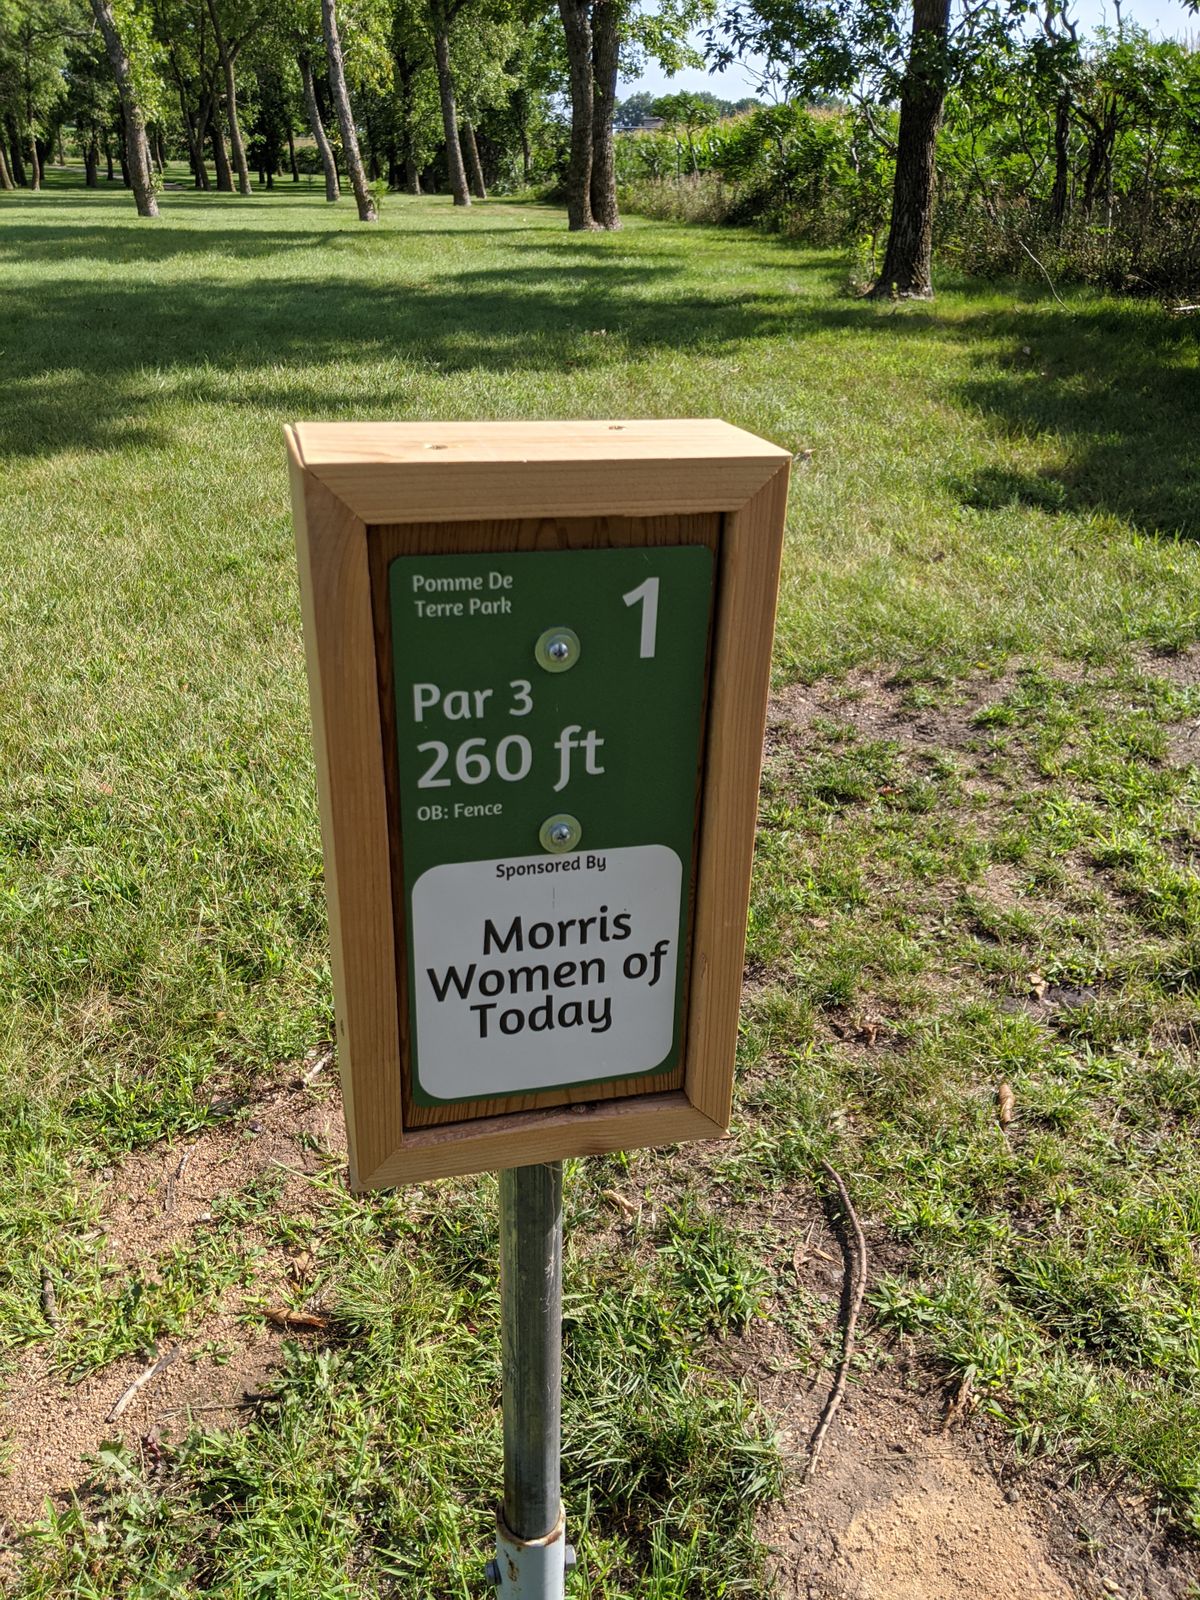 Pomme De
Terre Park
1
Par 3
260 ft
OB: Fence
Sponsored By
Morris
Women of
Today